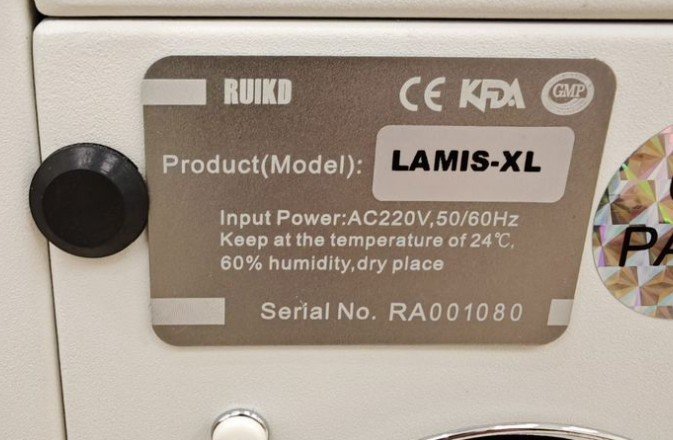 RUIKD CE KFDA GMP
Product(Model): LAMIS-XL
Input Power:AC220V,50/60Hz
Keep at the temperature of 24℃,
60% humidity,dry place
Serial No. RA001080